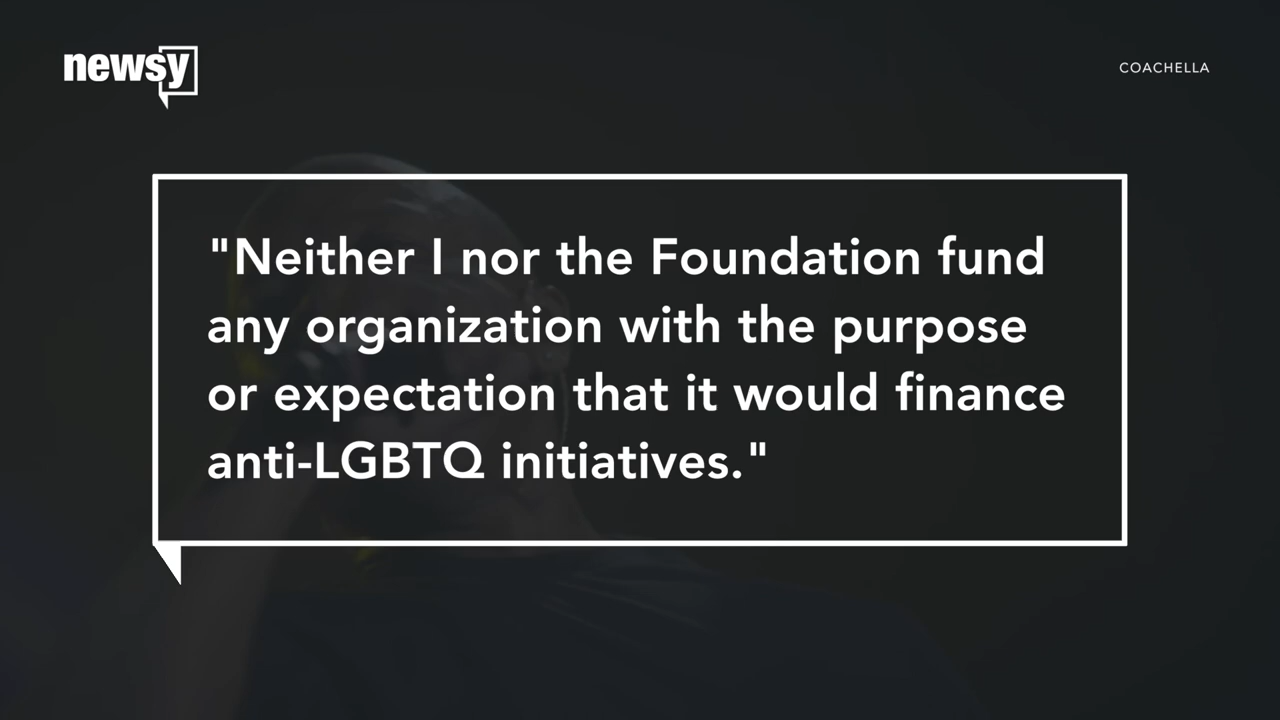 newsy
COACHELLA
"Neither I nor the Foundation fund
any organization with the purpose
or expectation that it would finance
anti-LGBTQ initiatives."